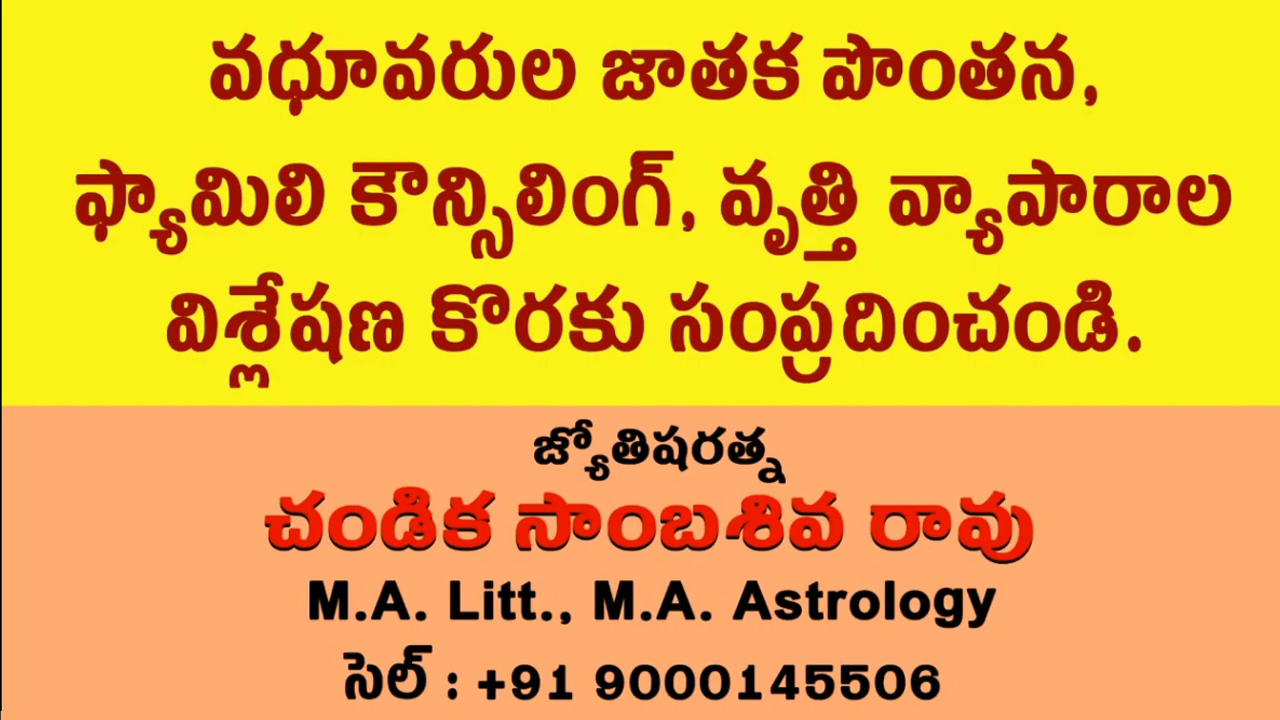 వధూవరుల జాతక పొంతన,
ఫ్యామిలి కౌన్సిలింగ్, వృత్తి వ్యాపారాల
విశ్లేషణ కొరకు సంప్రదించండి.
జ్యోతిషరత్న
చండిక సాంబశివ రావు
M.A. Litt., M.A. Astrology
సెల్ : +91 9000145506